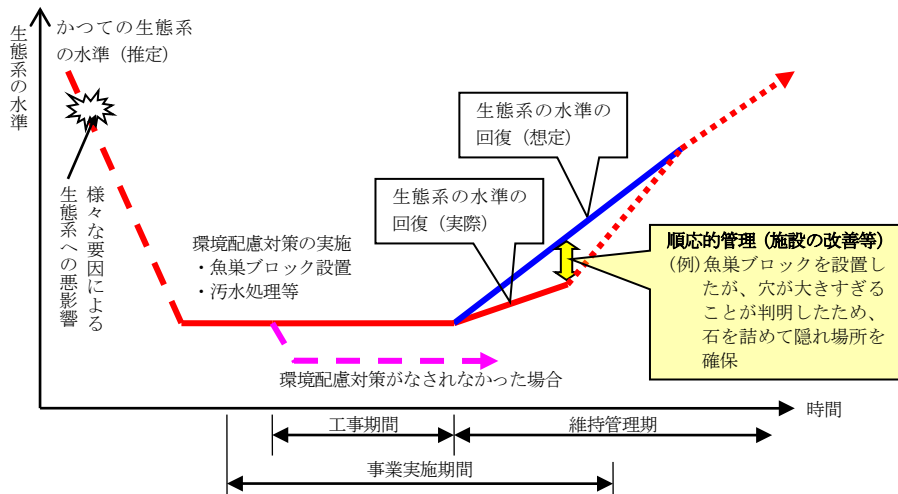 生態系の水準
かつての生態系
の水準（推定）
様々な要因による
生態系への悪影響
環境配慮対策の実施
・魚巣ブロック設置
・汚水処理等
生態系の水準の
回復（想定）
生態系の水準の
回復（実際）
順応的管理（施設の改善等）
（例）魚巣ブロックを設置し
たが、穴が大きすぎる
ことが判明したため、
石を詰めて隠れ場所を
確保
環境配慮対策がなされなかった場合
時間
工事期間
維持管理期
事業実施期間